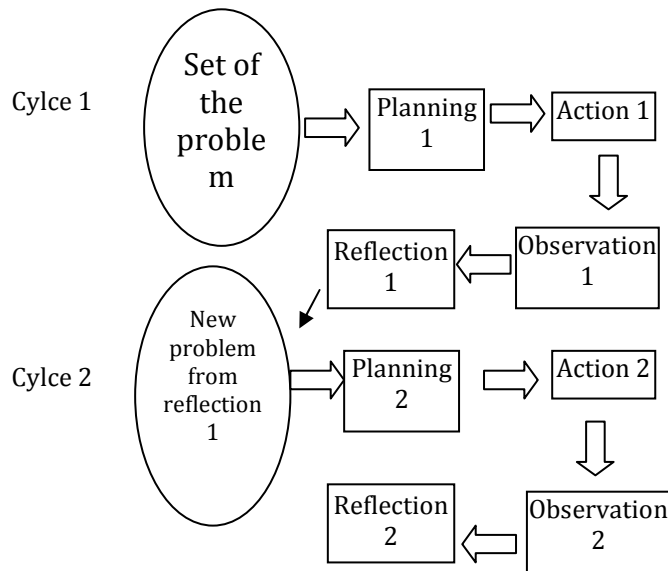 Cylce 1
Set of
the
proble
m
Planning
1
Action 1
Observation
1
Reflection
1
Cylce 2
New
problem
from
reflection
1
Planning
2
Action 2
Observation
2
Reflection
2